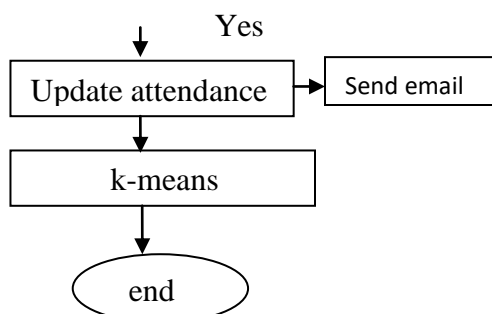 Yes
Update attendance
Send email
k-means
end